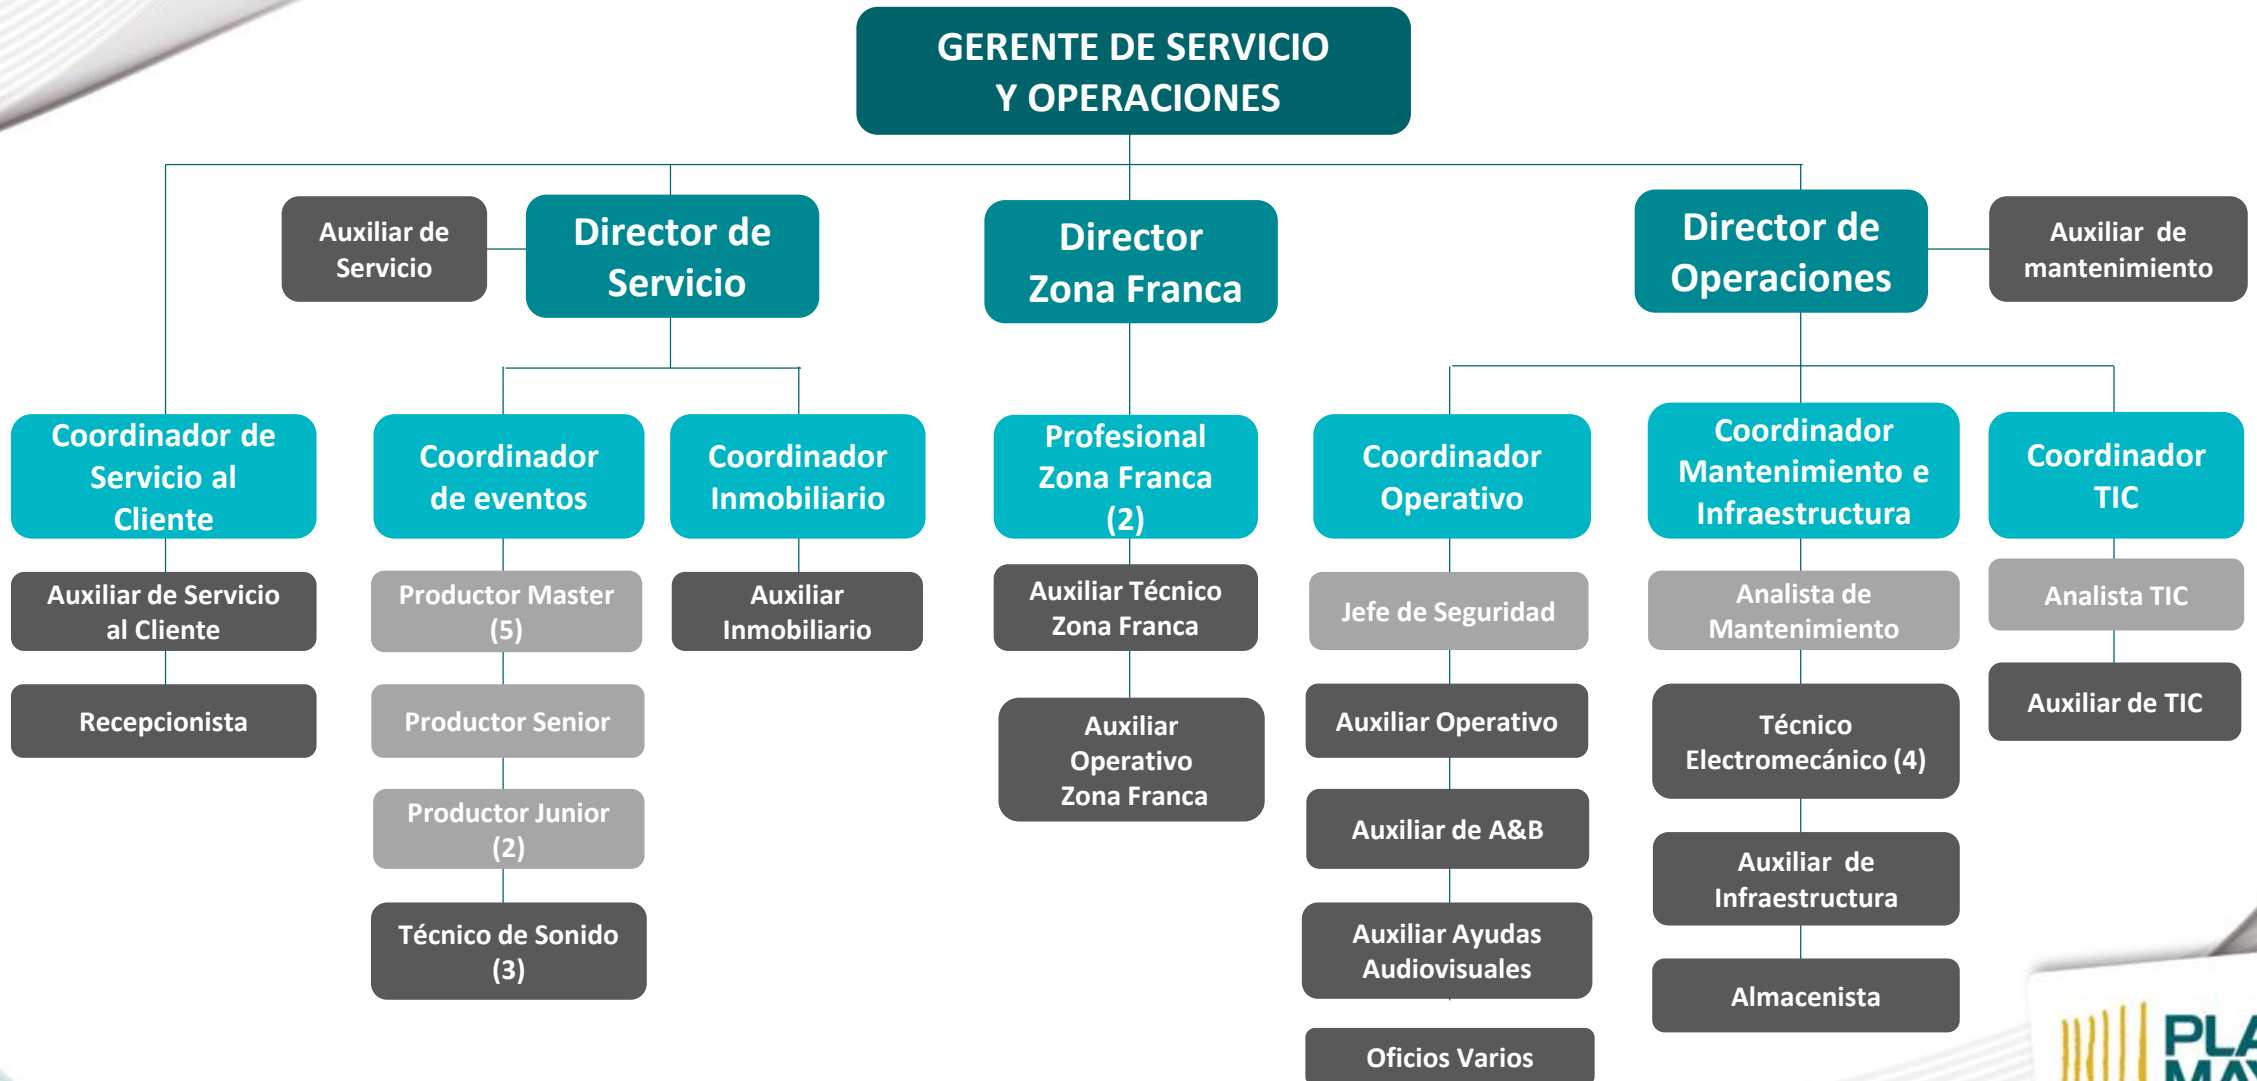 GERENTE DE SERVICIO
Y OPERACIONES
Auxiliar de
Servicio
Director de
Servicio
Director
Zona Franca
Director de
Operaciones
Auxiliar de
mantenimiento
Coordinador de
Servicio al
Cliente
Coordinador
de eventos
Coordinador
Inmobiliario
Profesional
Zona Franca
(2)
Coordinador
Operativo
Coordinador
Mantenimiento e
Infraestructura
Coordinador
TIC
Auxiliar de Servicio
al Cliente
Recepcionista
Productor Master
(5)
Productor Senior
Productor Junior
(2)
Técnico de Sonido
(3)
Auxiliar
Inmobiliario
Auxiliar Técnico
Zona Franca
Auxiliar
Operativo
Zona Franca
Jefe de Seguridad
Auxiliar Operativo
Auxiliar de A&B
Auxiliar Ayudas
Audiovisuales
Oficios Varios
Analista de
Mantenimiento
Técnico
Electromecánico (4)
Auxiliar de
Infraestructura
Almacenista
Analista TIC
Auxiliar de TIC